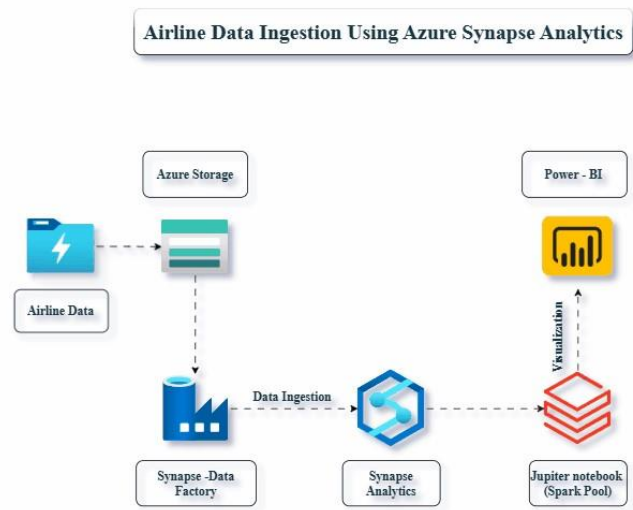 Airline Data Ingestion Using Azure Synapse Analytics
Azure Storage
Power - BI
Airline Data
Visualization
Data Ingestion
Synapse -Data
Factory
Synapse
Analytics
Jupiter notebook
(Spark Pool)